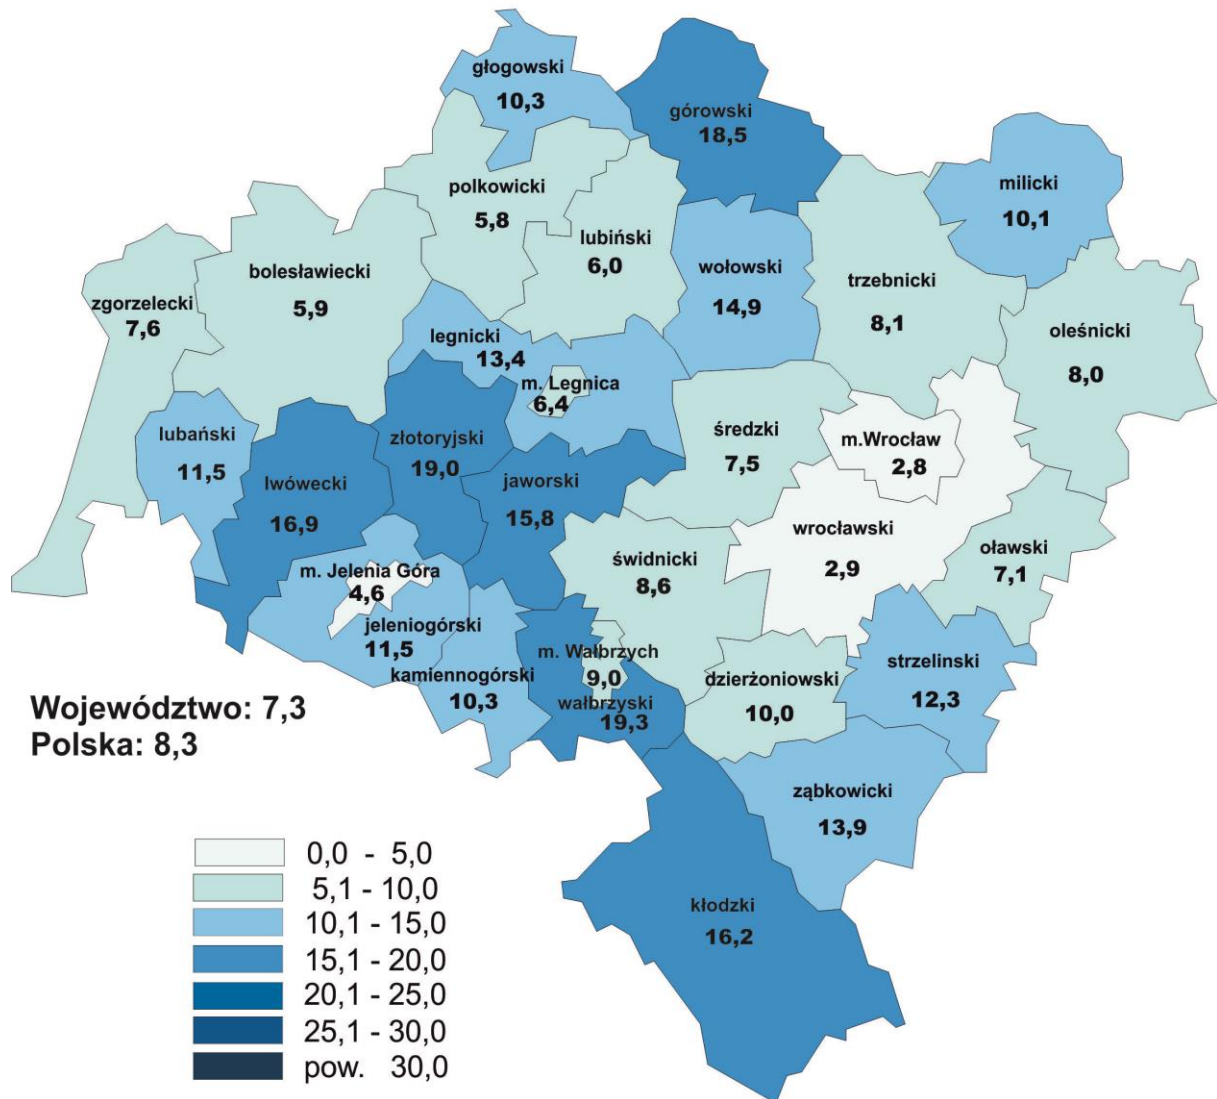 głogowski
10,3
górowski
18,5
milicki
10,1
polkowicki
5,8
lubiński
6,0
wołowski
14,9
trzebnicki
8,1
oleśnicki
8,0
bolesławiecki
5,9
zgorzelecki
7,6
legnicki
13,4
m. Legnica
6,4
lubański
11,5
lwówecki
16,9
złotoryjski
19,0
jaworski
15,8
średzki
7,5
m.Wrocław
2,8
wrocławski
2,9
oławski
7,1
świdnicki
8,6
m. Jelenia Góra
4,6
jeleniogórski
11,5
kamiennogórski
10,3
m. Wałbrzych
9,0
wałbrzyski
19,3
dzierżoniowski
10,0
strzelinski
12,3
ząbkowicki
13,9
kłodzki
16,2
Województwo: 7,3
Polska: 8,3
0,0 - 5,0
5,1 - 10,0
10,1 - 15,0
15,1 - 20,0
20,1 - 25,0
25,1 - 30,0
pow. 30,0